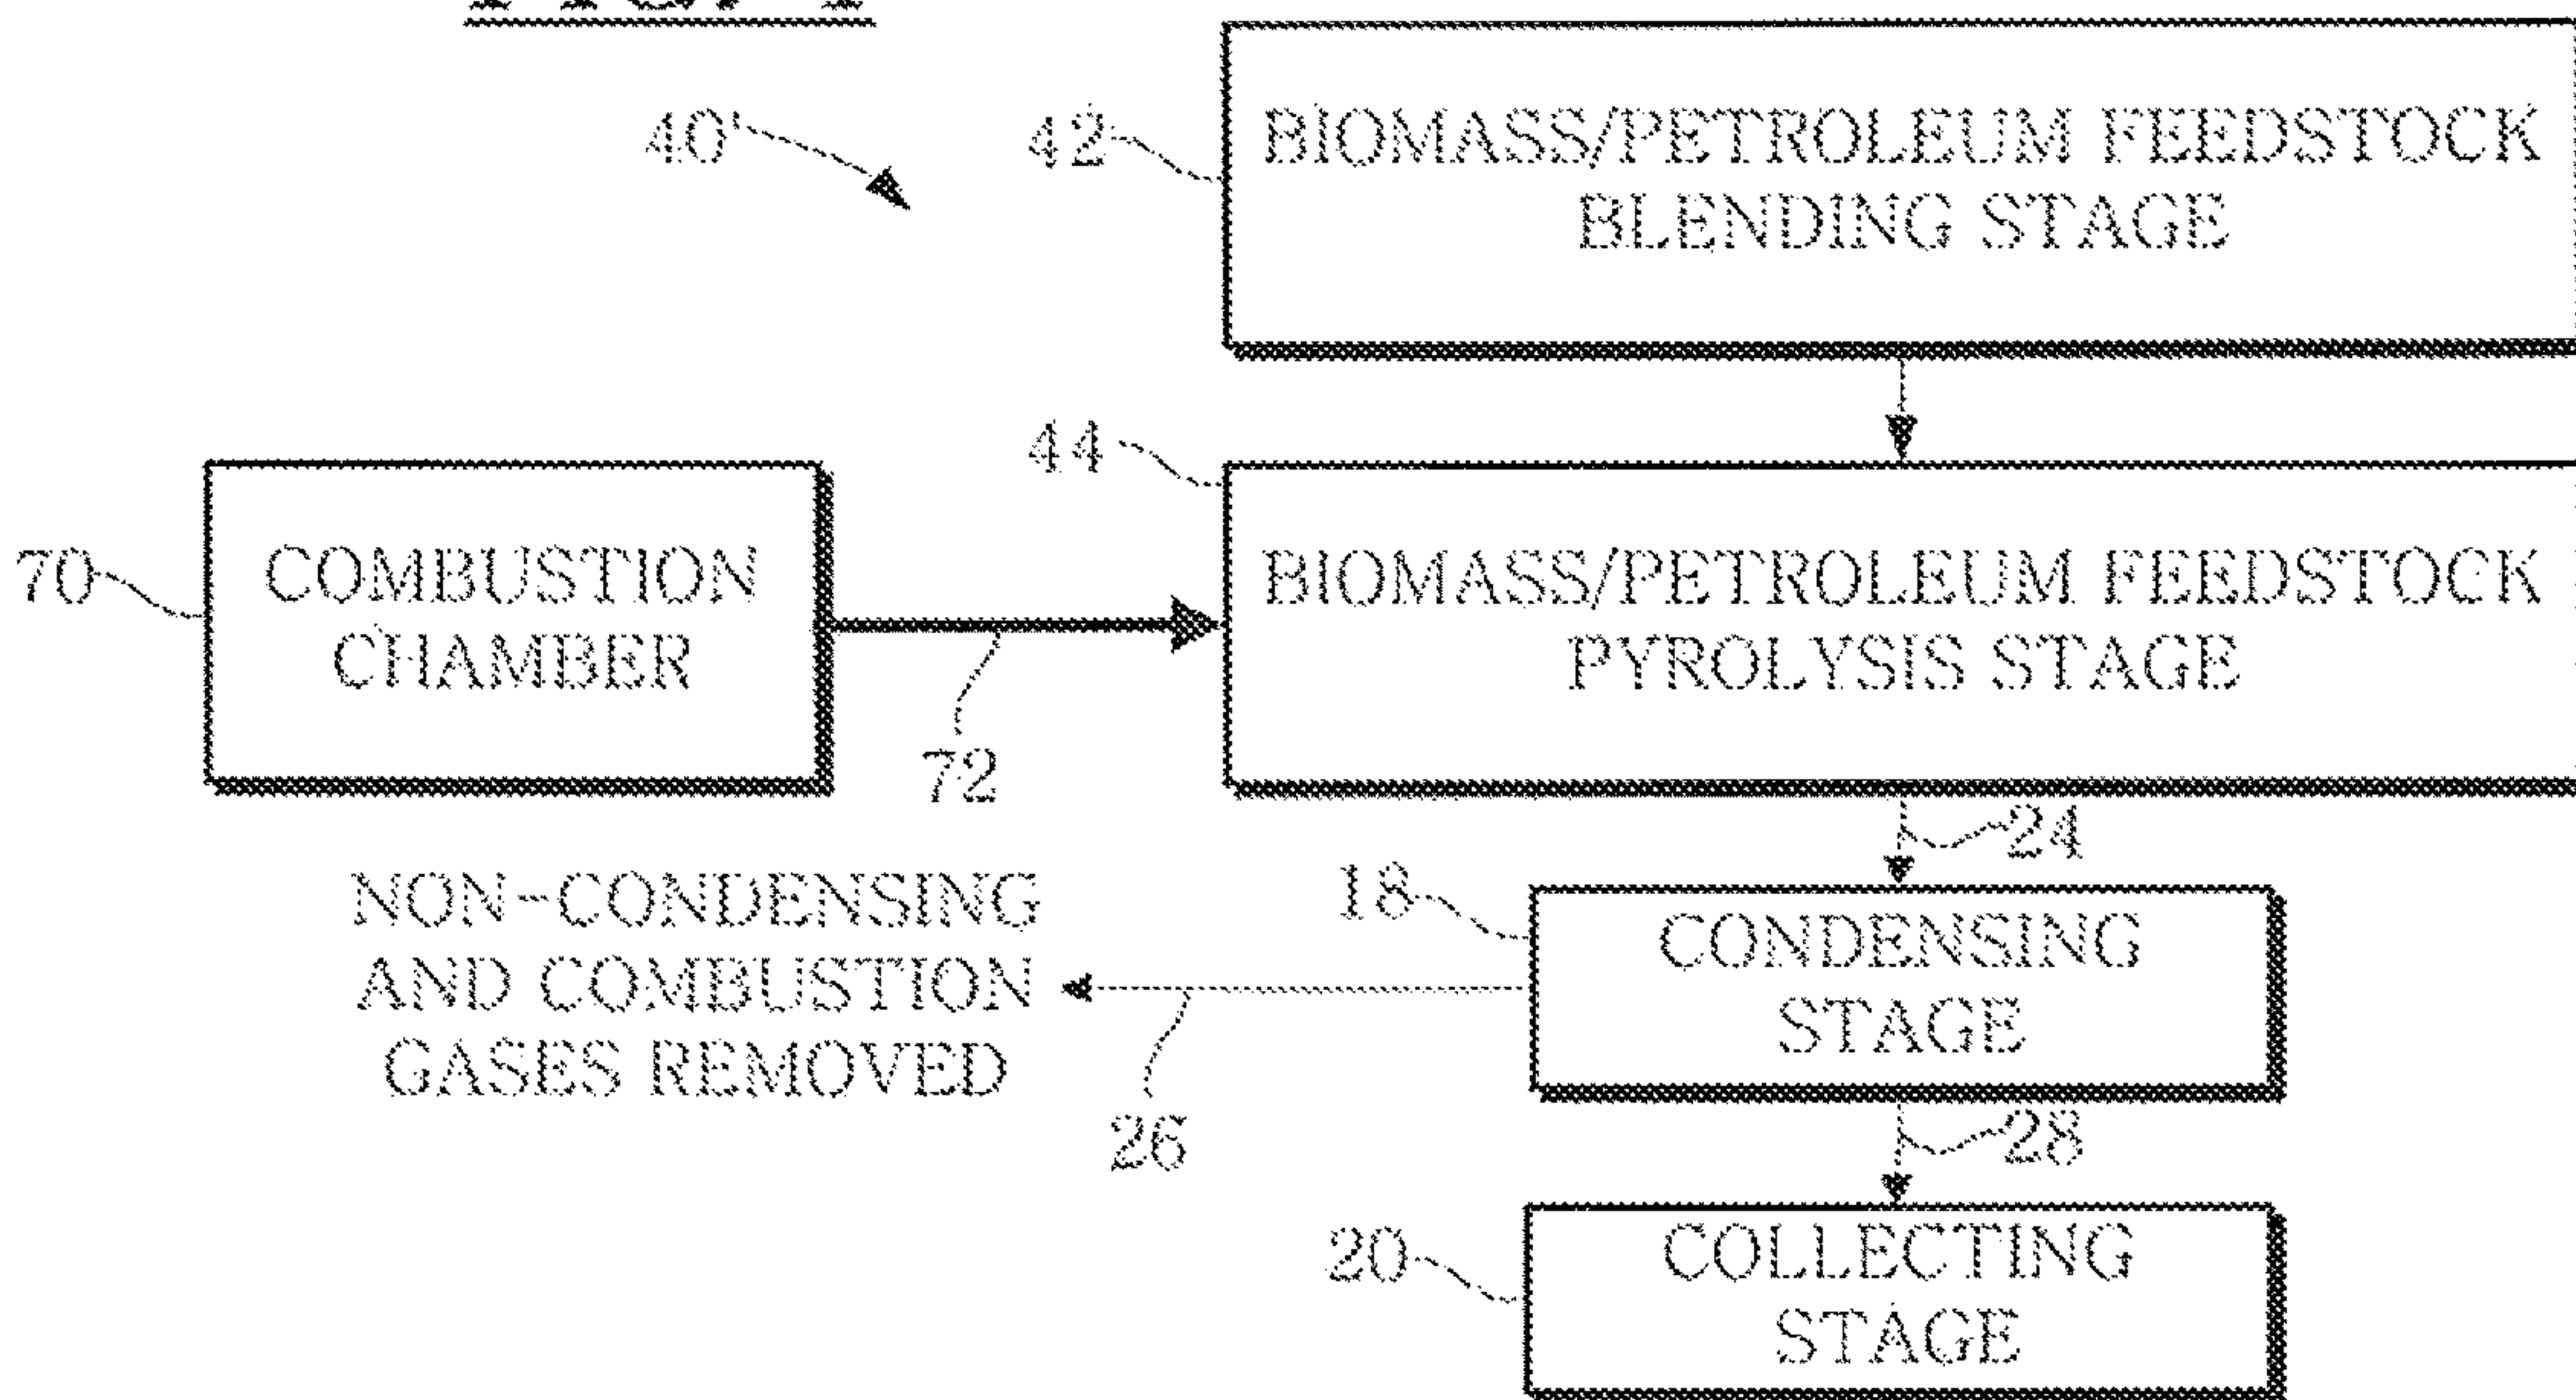 40'
42
BIOMASS/PETROLEUM FEEDSTOCK
BLENDING STAGE
44
70
COMBUSTION
CHAMBER
72
BIOMASS/PETROLEUM FEEDSTOCK
PYROLYSIS STAGE
24
NON-CONDENSING
AND COMBUSTION
GASES REMOVED
26
18
CONDENSING
STAGE
28
20
COLLECTING
STAGE